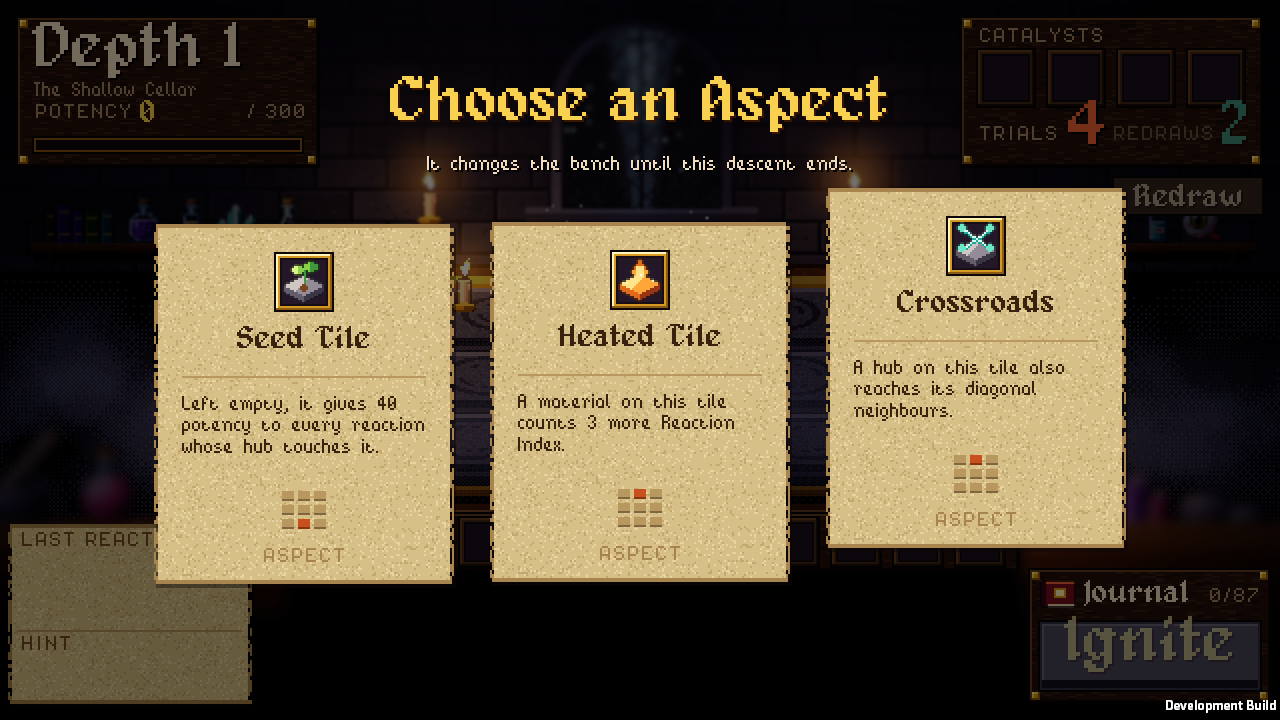 Depth 1
The Shallow Cellar
POTENCY 0 / 300
Choose an Aspect
It changes the bench until this descent ends.
CATALYSTS
TRIALS 4 REDRAWS 2
Redraw
Seed Tile
Left empty, it gives 40
potency to every reaction
whose hub touches it.
ASPECT
Heated Tile
A material on this tile
counts 3 more Reaction
Index.
ASPECT
Crossroads
A hub on this tile also
reaches its diagonal
neighbours.
ASPECT
LAST REACT
HINT
Journal 0/87
Ignite
Development Build